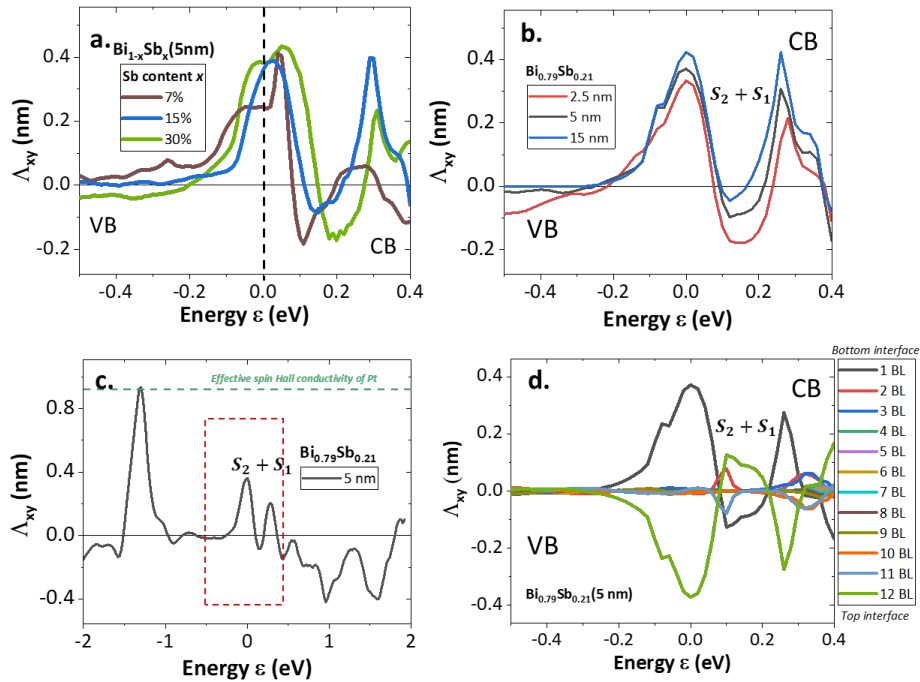 a.
Bi1-xSbx(5nm)
Sb content x
7%
15%
30%
VB
CB
Λxy (nm)
0.4
0.2
0.0
-0.2
-0.4
-0.2
0.0
0.2
0.4
Energy ε (eV)
b.
CB
Bi0.79Sb0.21
2.5 nm
5 nm
15 nm
S2 + S1
VB
Λxy (nm)
0.4
0.2
0.0
-0.2
-0.4
-0.2
0.0
0.2
0.4
Energy ε (eV)
c.
Effective spin Hall conductivity of Pt
S2 + S1
Bi0.79Sb0.21
5 nm
Λxy (nm)
0.8
0.4
0.0
-0.4
-2
-1
0
1
2
Energy ε (eV)
d.
CB
S2 + S1
VB
Bi0.79Sb0.21(5 nm)
Λxy (nm)
0.4
0.2
0.0
-0.2
-0.4
-0.4
-0.2
0.0
0.2
0.4
Energy ε (eV)
Bottom interface
1 BL
2 BL
3 BL
4 BL
5 BL
6 BL
7 BL
8 BL
9 BL
10 BL
11 BL
12 BL
Top interface